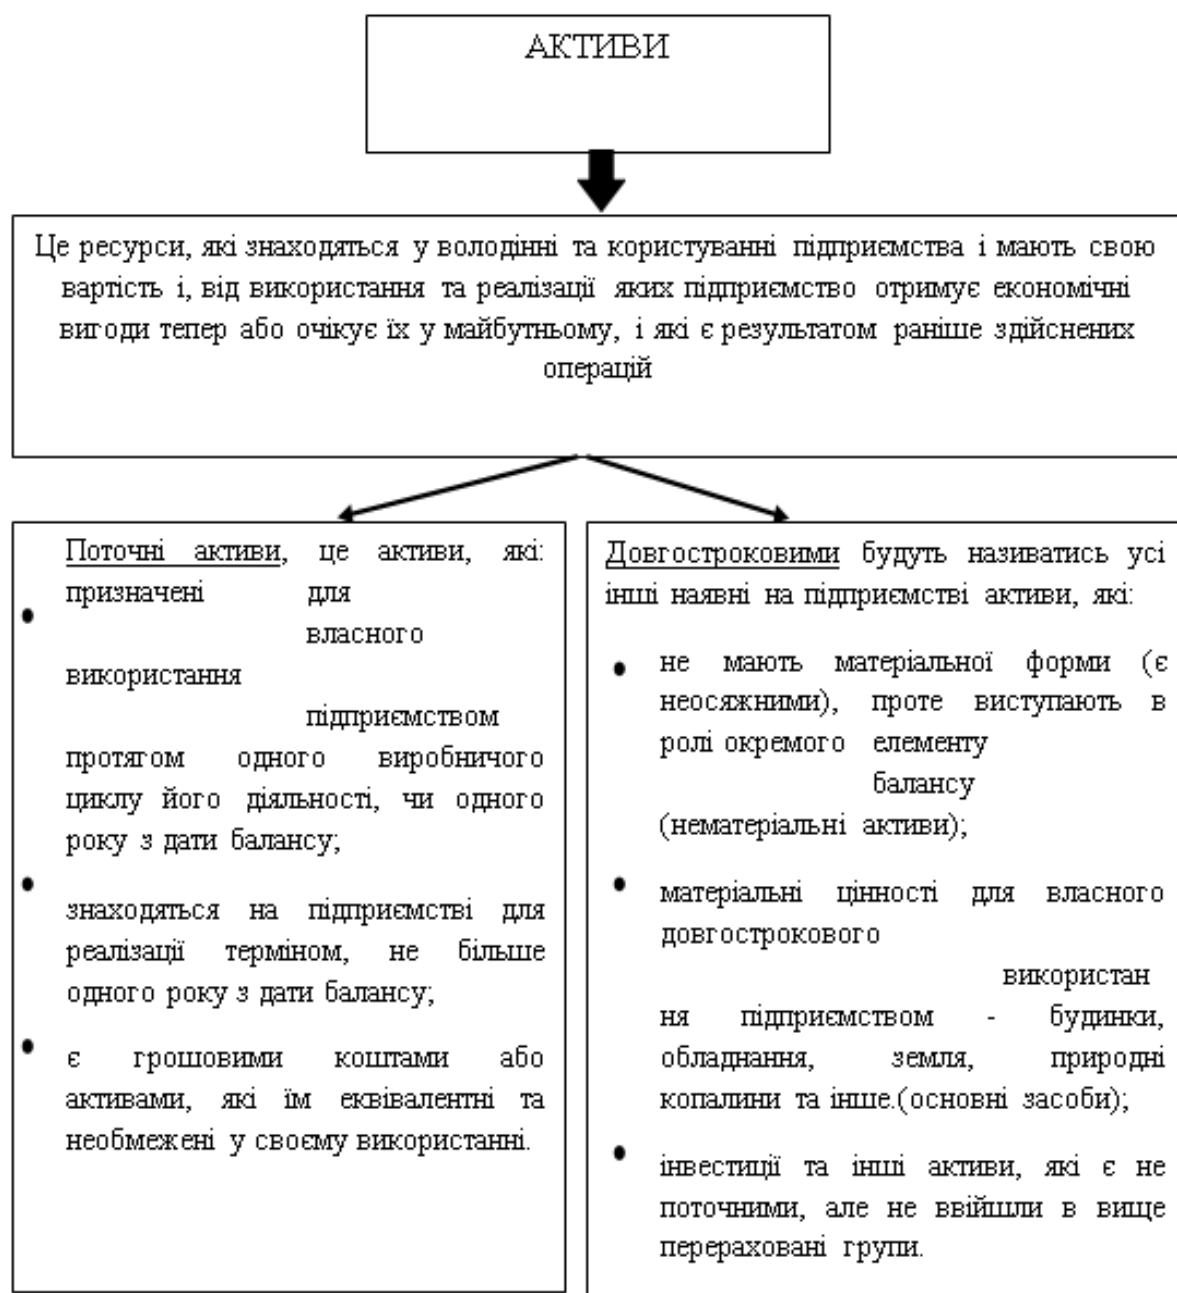 АКТИВИ
Це ресурси, які знаходяться у володінні та користуванні підприємства і мають свою
вартість і, від використання та реалізації яких підприємство отримує економічні
вигоди тепер або очікує їх у майбутньому, і які є результатом раніше здійснених
операцій
Поточні активи, це активи, які:
• призначені для
власного
використання
підприємством
протягом одного виробничого
циклу його діяльності, чи одного
року з дати балансу;
• знаходяться на підприємстві для
реалізації терміном, не більше
одного року з дати балансу;
• є грошовими коштами або
активами, які їм еквівалентні та
необмежені у своєму використанні.
Довгостроковими будуть називатись усі
інші наявні на підприємстві активи, які:
• не мають матеріальної форми (є
неосяжними), проте виступають в
ролі окремого елементу
балансу
(нематеріальні активи);
• матеріальні цінності для власного
довгострокового
використан
ня підприємством - будинки,
обладнання, земля, природні
копалини та інше.(основні засоби);
• інвестиції та інші активи, які є не
поточними, але не ввійшли в вище
перераховані групи.